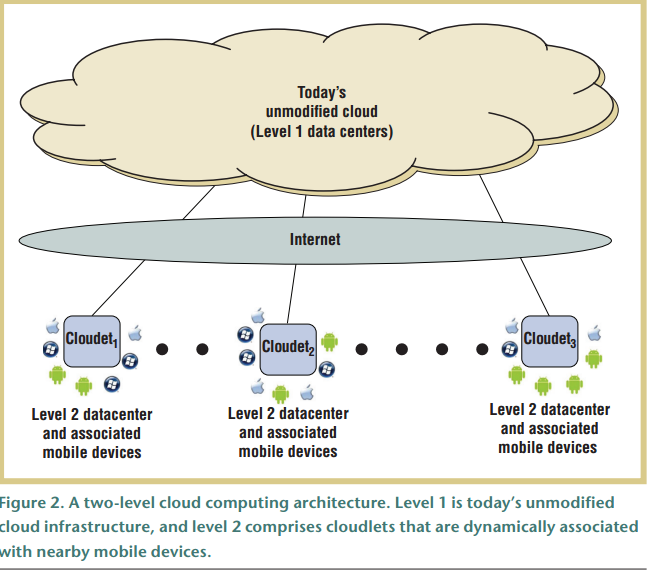 Today's
unmodified cloud
(Level 1 data centers)
Internet
Cloudet1
Cloudet2
Cloudet3
Level 2 datacenter
and associated
mobile devices
Level 2 datacenter
and associated
mobile devices
Level 2 datacenter
and associated
mobile devices
Figure 2. A two-level cloud computing architecture. Level 1 is today's unmodified
cloud infrastructure, and level 2 comprises cloudlets that are dynamically associated
with nearby mobile devices.